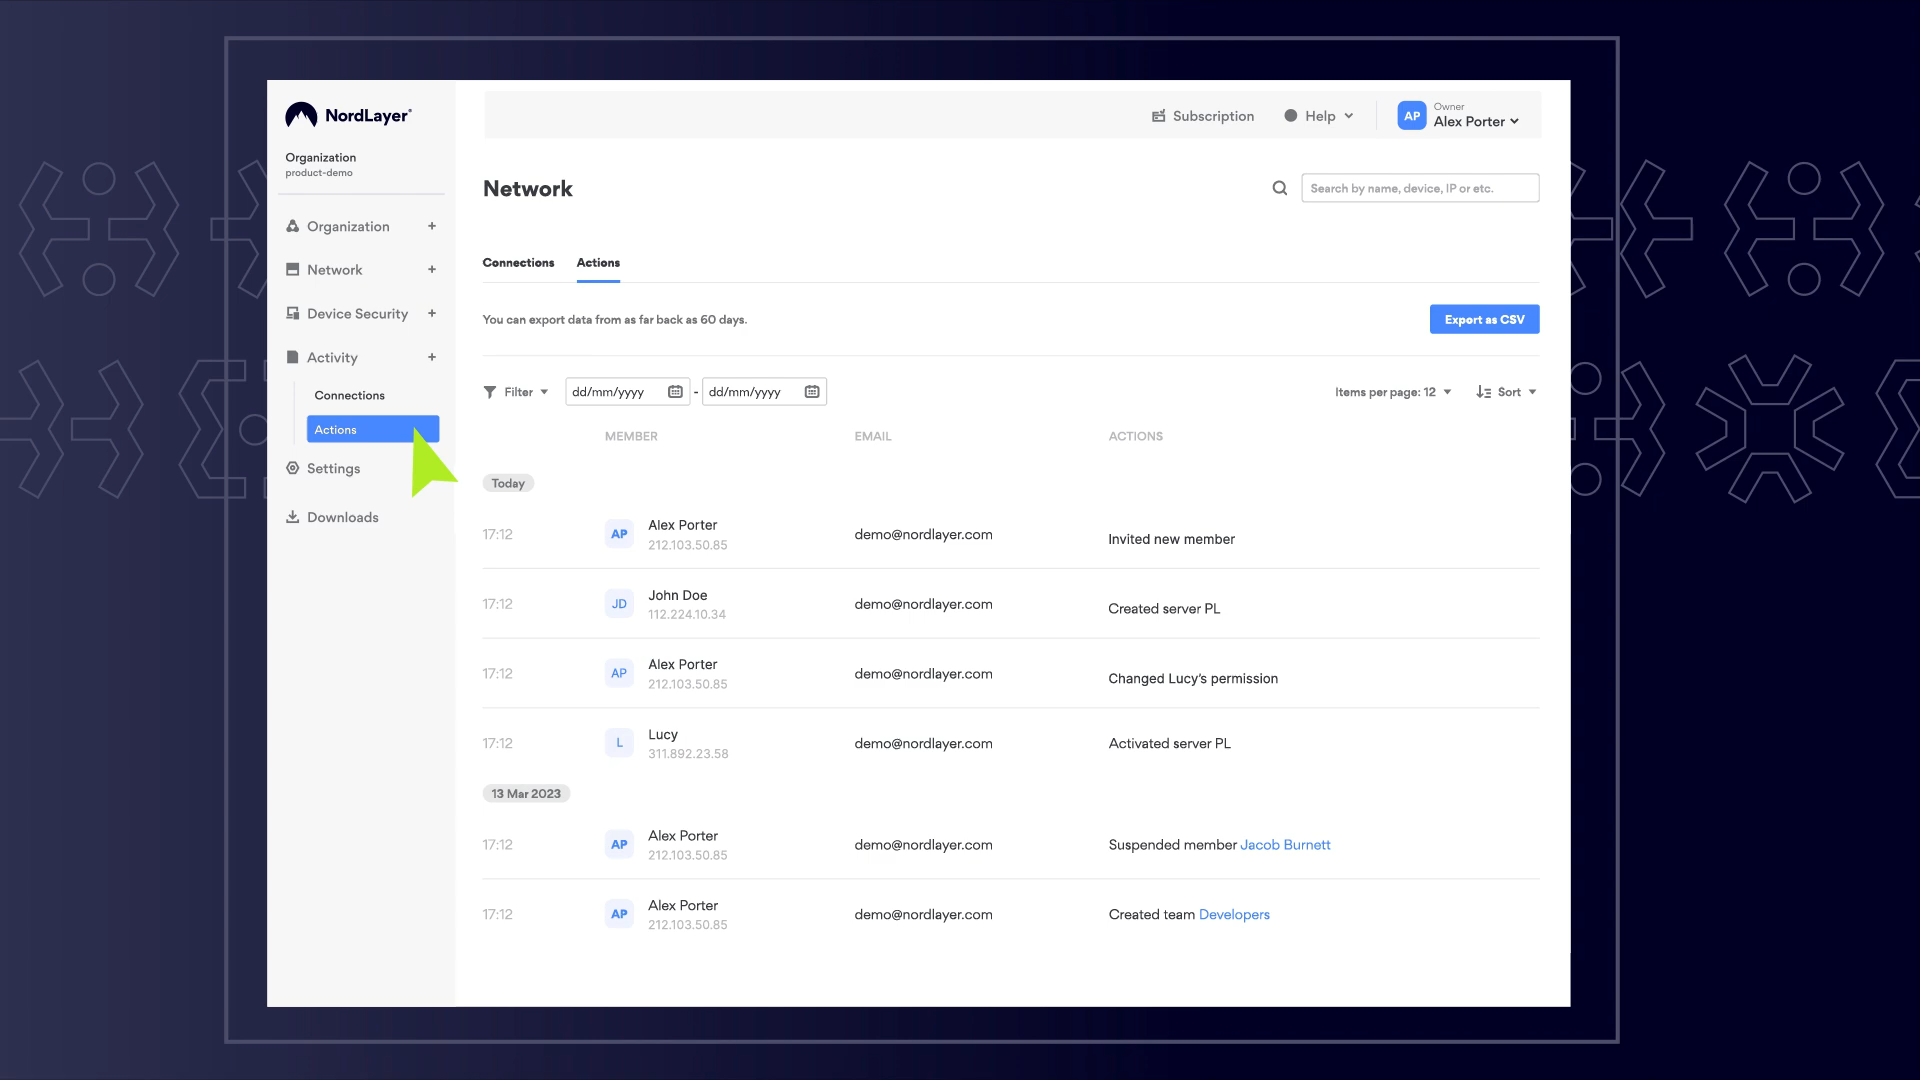 NordLayer®
Organization
product-demo
Organization +
Network +
Device Security +
Activity +
Connections
Actions
Settings
Downloads
Subscription
Help
AP
Owner
Alex Porter
Network
Search by name, device, IP or etc.
Connections
Actions
You can export data from as far back as 60 days.
Export as CSV
Filter
dd/mm/yyyy - dd/mm/yyyy
Items per page: 12
Sort
MEMBER EMAIL ACTIONS
Today
17:12 AP Alex Porter demo@nordlayer.com Invited new member
212.103.50.85
17:12 JD John Doe demo@nordlayer.com Created server PL
112.224.10.34
17:12 AP Alex Porter demo@nordlayer.com Changed Lucy's permission
212.103.50.85
17:12 L Lucy demo@nordlayer.com Activated server PL
311.892.23.58
13 Mar 2023
17:12 AP Alex Porter demo@nordlayer.com Suspended member Jacob Burnett
212.103.50.85
17:12 AP Alex Porter demo@nordlayer.com Created team Developers
212.103.50.85